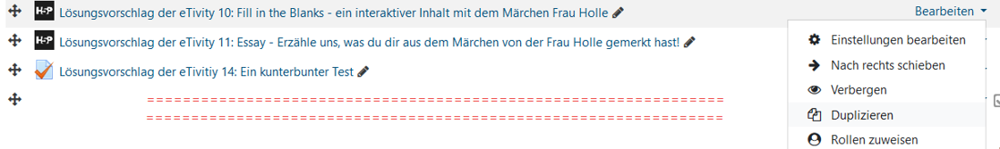 H-P Lösungsvorschlag der eTivity 10: Fill in the Blanks - ein interaktiver Inhalt mit dem Märchen Frau Holle
Bearbeiten
H-P Lösungsvorschlag der eTivity 11: Essay - Erzähle uns, was du dir aus dem Märchen von der Frau Holle gemerkt hast!
Lösungsvorschlag der eTivitiy 14: Ein kunterbunter Test
================================================================
================================================================
Einstellungen bearbeiten
Nach rechts schieben
Verbergen
Duplizieren
Rollen zuweisen